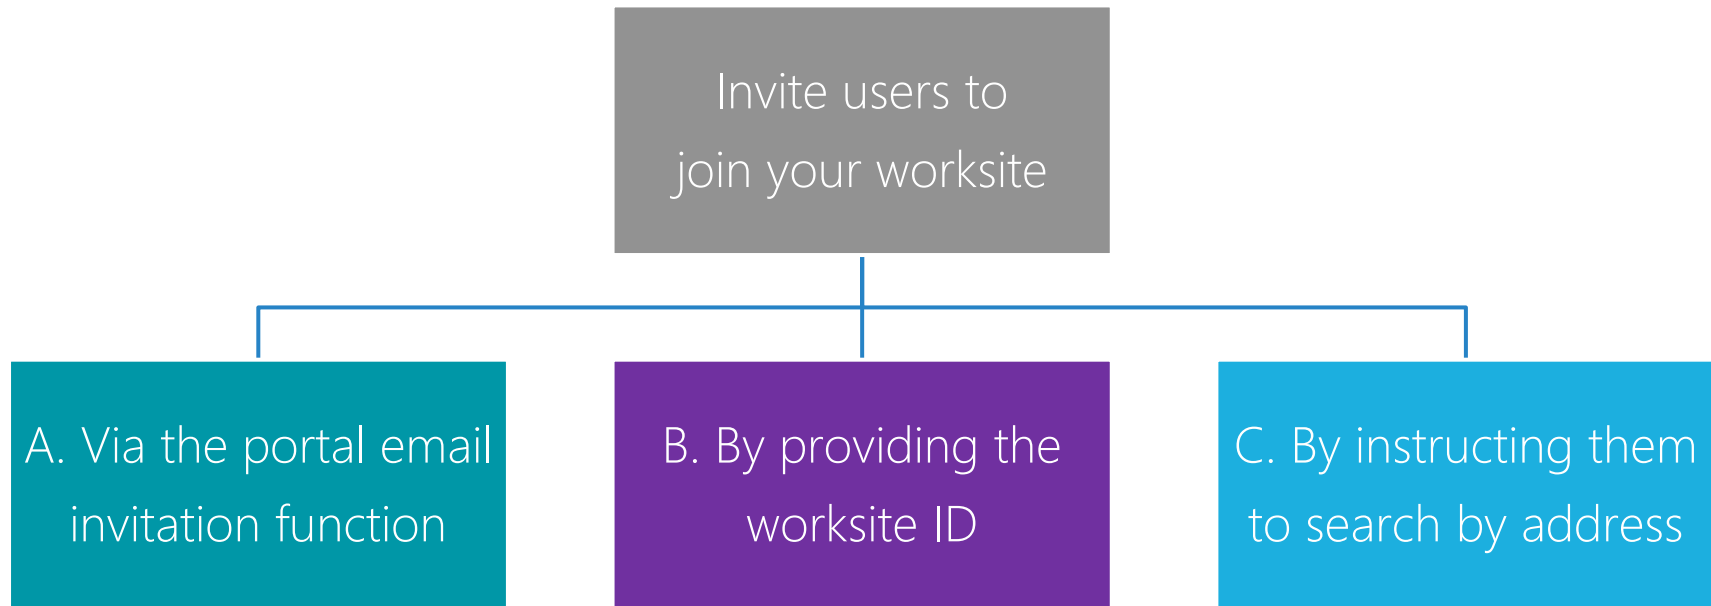 Invite users to
join your worksite
A. Via the portal email
invitation function
B. By providing the
worksite ID
C. By instructing them
to search by address